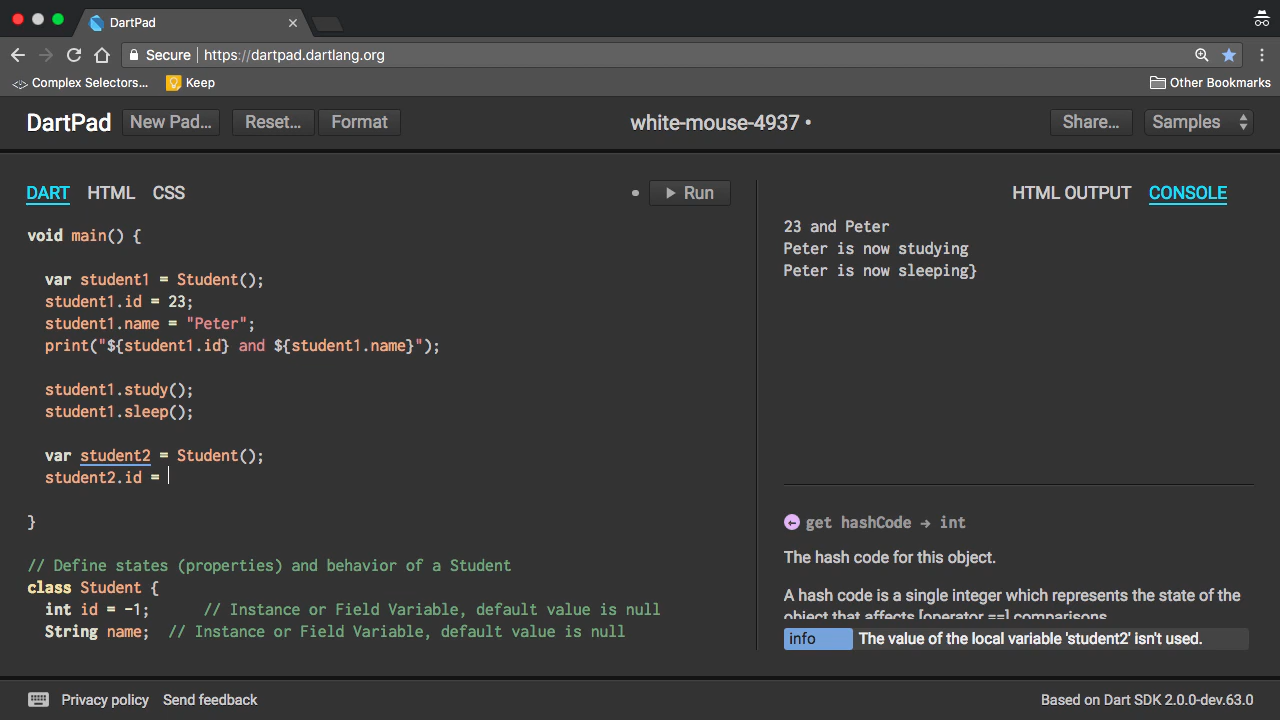 DartPad
Secure https://dartpad.dartlang.org
Complex Selectors... Keep Other Bookmarks
DartPad New Pad... Reset... Format white-mouse-4937 • Share... Samples
DART HTML CSS Run HTML OUTPUT CONSOLE
void main() {
var student1 = Student();
student1.id = 23;
student1.name = "Peter";
print("${student1.id} and ${student1.name}");
student1.study();
student1.sleep();
var student2 = Student();
student2.id =
}
// Define states (properties) and behavior of a Student
class Student {
int id = -1; // Instance or Field Variable, default value is null
String name; // Instance or Field Variable, default value is null
23 and Peter
Peter is now studying
Peter is now sleeping}
get hashCode → int
The hash code for this object.
A hash code is a single integer which represents the state of the
object that affects [operator ==] comparisons
info The value of the local variable 'student2' isn't used.
Privacy policy Send feedback Based on Dart SDK 2.0.0-dev.63.0